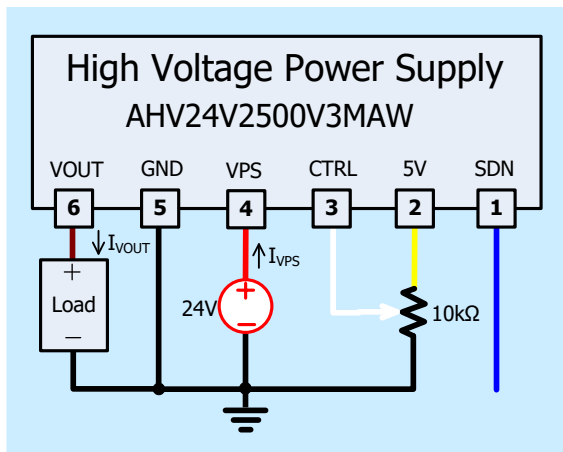 High Voltage Power Supply
AHV24V2500V3MAW
VOUT GND VPS CTRL 5V SDN
6 5 4 3 2 1
IVOUT IVPS
+ +
Load 24V 10kΩ
− −